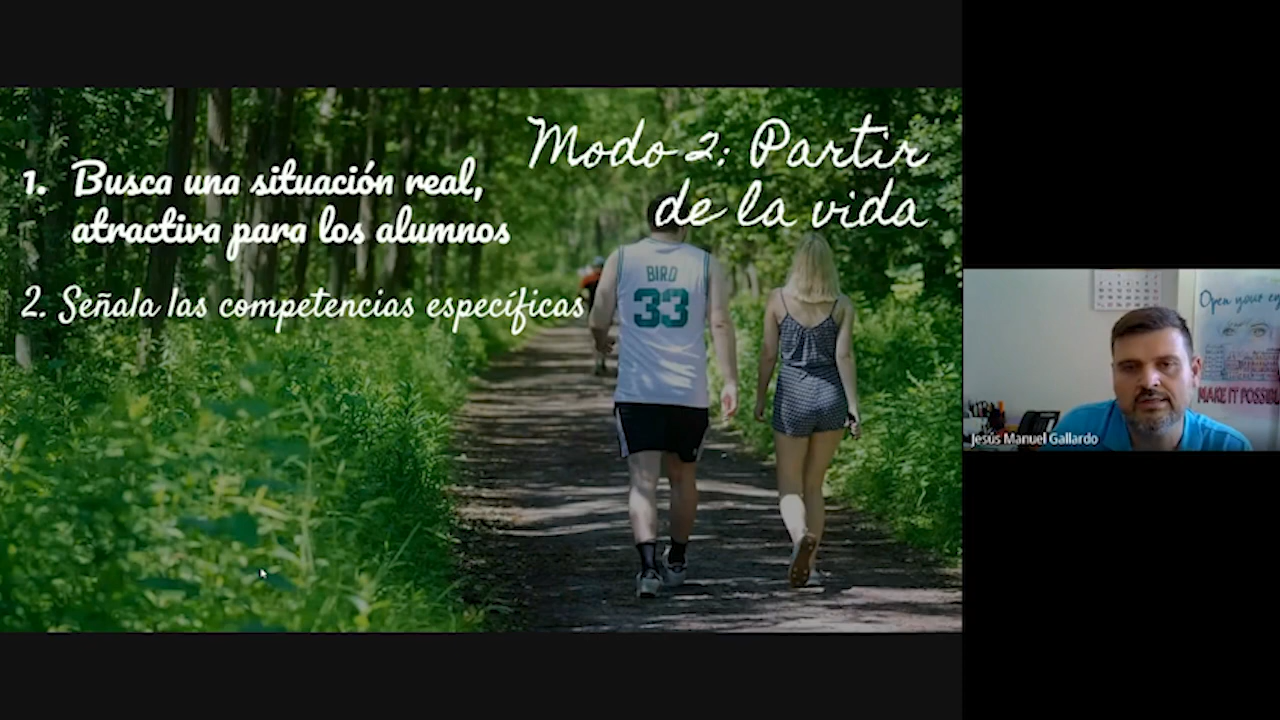 Modo 2: Partir
de la vida
1. Busca una situación real,
atractiva para los alumnos
2. Señala las competencias específicas
BIRD
33
Open your
MAKE IT
Jesús Manuel Gallardo